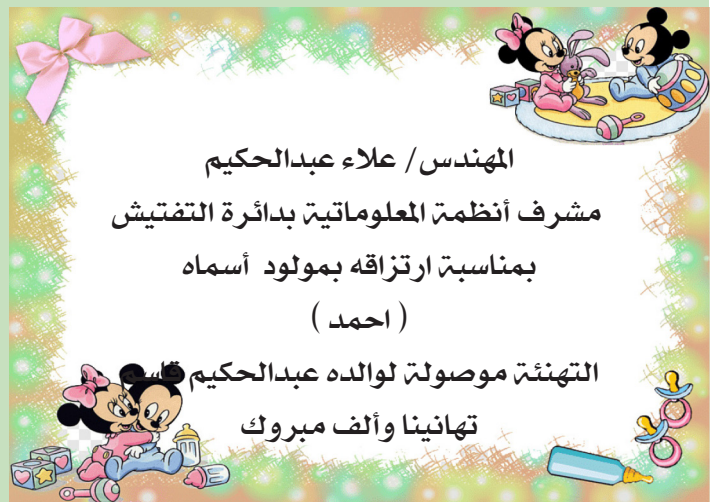 المهندس/ علاء عبدالحكيم
مشرف أنظمة المعلوماتية بدائرة التفتيش
بمناسبة ارتزاقه بمولود أسماه
( احمد )
التهنئة موصولة لوالده عبدالحكيم قاسم
تهانينا وألف مبروك